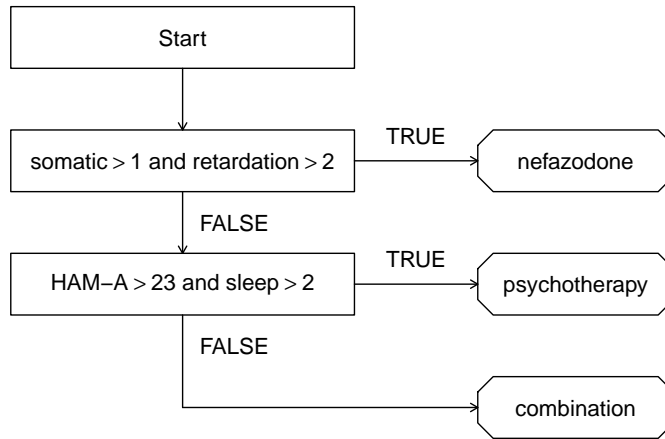 Start
somatic > 1 and retardation > 2
TRUE
nefazodone
FALSE
HAM−A > 23 and sleep > 2
TRUE
psychotherapy
FALSE
combination